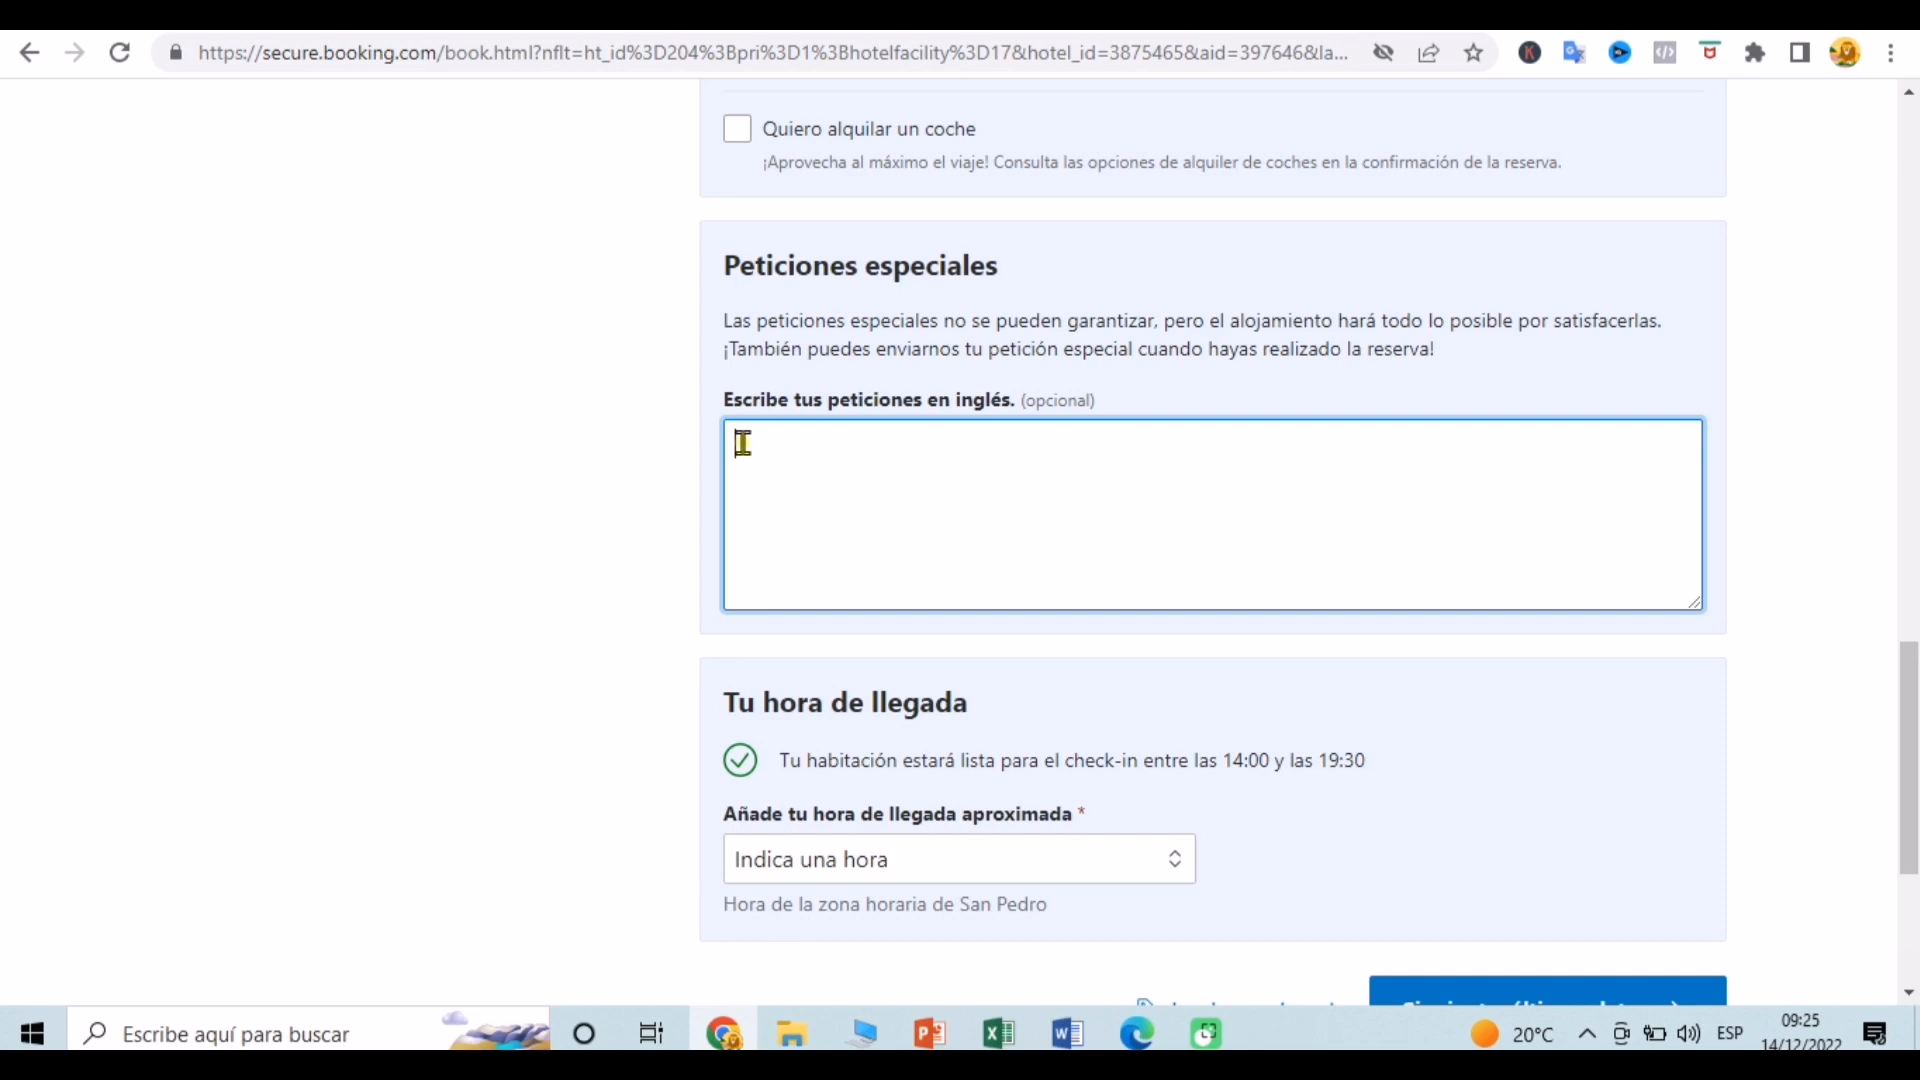 https://secure.booking.com/book.html?nflt=ht_id%3D204%3Bpri%3D1%3Bhotelfacility%3D17&hotel_id=3875465&aid=397646&la...
Quiero alquilar un coche
¡Aprovecha al máximo el viaje! Consulta las opciones de alquiler de coches en la confirmación de la reserva.
Peticiones especiales
Las peticiones especiales no se pueden garantizar, pero el alojamiento hará todo lo posible por satisfacerlas.
¡También puedes enviarnos tu petición especial cuando hayas realizado la reserva!
Escribe tus peticiones en inglés. (opcional)
Tu hora de llegada
Tu habitación estará lista para el check-in entre las 14:00 y las 19:30
Añade tu hora de llegada aproximada *
Indica una hora
Hora de la zona horaria de San Pedro
Escribe aquí para buscar
20°C
ESP
09:25
14/12/2022